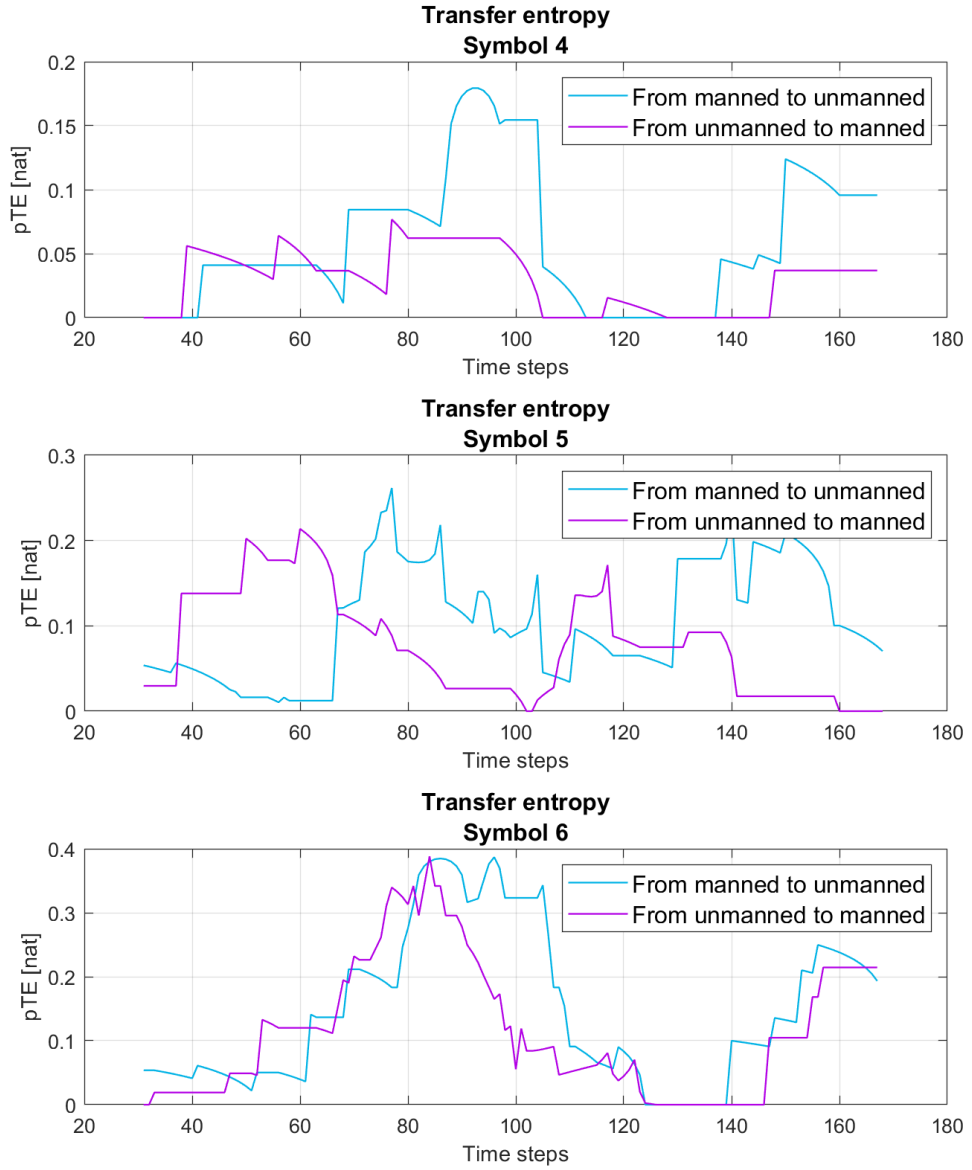 Transfer entropy
Symbol 4
0.2
0.15
0.1
0.05
0
pTE [nat]
From manned to unmanned
From unmanned to manned
20 40 60 80 100 120 140 160 180
Time steps
Transfer entropy
Symbol 5
0.3
0.2
0.1
0
pTE [nat]
From manned to unmanned
From unmanned to manned
20 40 60 80 100 120 140 160 180
Time steps
Transfer entropy
Symbol 6
0.4
0.3
0.2
0.1
0
pTE [nat]
From manned to unmanned
From unmanned to manned
20 40 60 80 100 120 140 160 180
Time steps